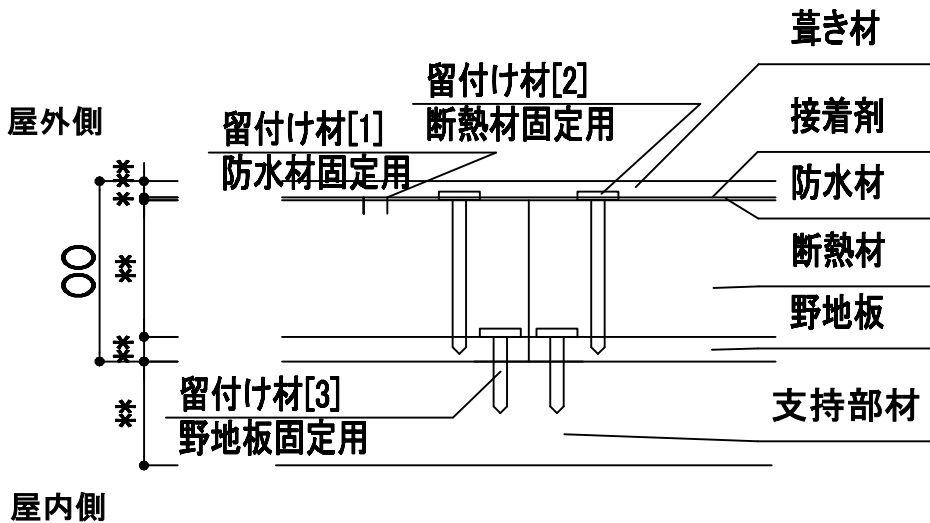 葺き材
留付け材[2]
断熱材固定用
屋外側
留付け材[1]
防水材固定用
接着剤
防水材
**
*
断熱材
○○
**
野地板
**
留付け材[3]
野地板固定用
**
支持部材
屋内側